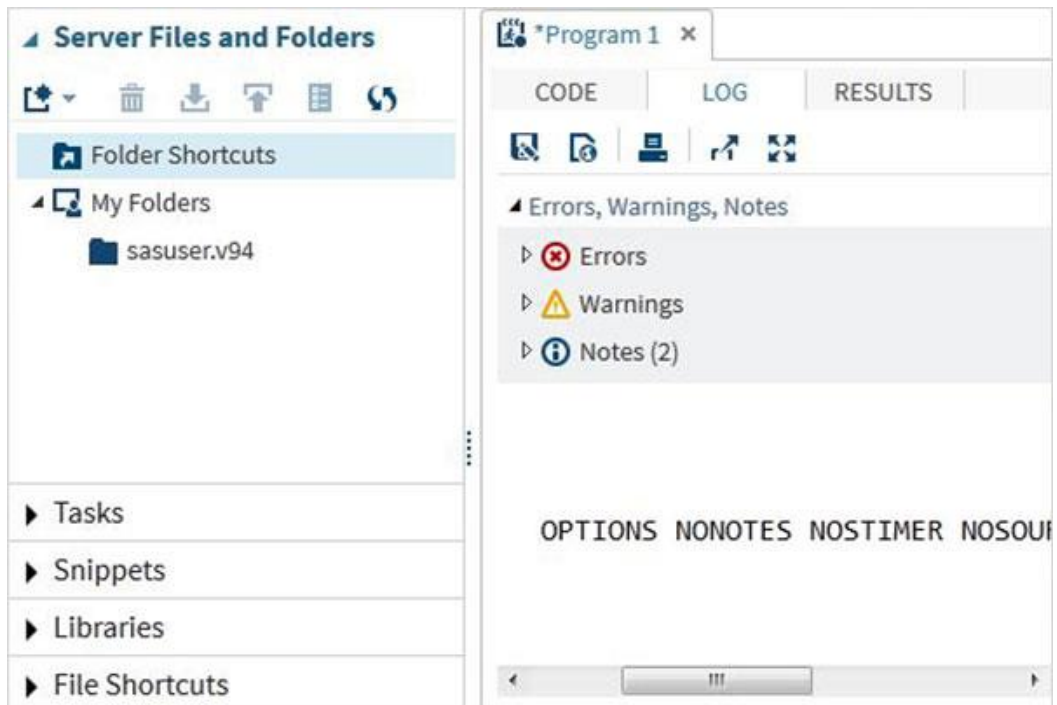 Server Files and Folders
Folder Shortcuts
My Folders
sasuser.v94
Tasks
Snippets
Libraries
File Shortcuts
*Program 1
CODE LOG RESULTS
Errors, Warnings, Notes
Errors
Warnings
Notes (2)
OPTIONS NONOTES NOSTIMER